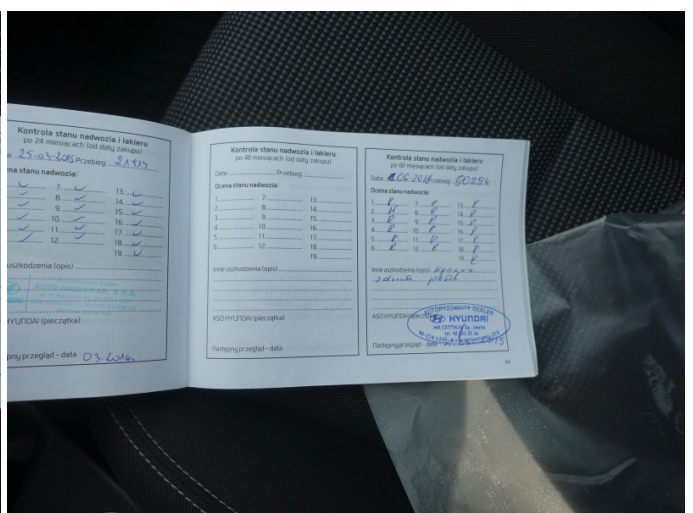 Kontrola stanu nadwozia i lakieru
po 24 miesiącach (od daty zakupu)
25-03-2015 Przebieg 21119
na stanu nadwozia:
7.
13.
8.
14.
9.
15.
10.
16.
11.
17.
12.
18.
19.
uszkodzenia (opis)
HYUNDAI (pieczątka)
pny przegląd - data 03.2016
Kontrola stanu nadwozia i lakieru
po 48 miesiącach (od daty zakupu)
Data Przebieg
Ocena stanu nadwozia:
1. 7. 13.
2. 8. 14.
3. 9. 15.
4. 10. 16.
5. 11. 17.
6. 12. 18.
19.
Inne uszkodzenia (opis)
ASO HYUNDAI (pieczątka)
Następny przegląd - data
Kontrola stanu nadwozia i lakieru
po 60 miesiącach (od daty zakupu)
Data Przebieg 60294
Ocena stanu nadwozia:
1. 7. 13.
2. 8. 14.
3. 9. 15.
4. 10. 16.
5. 11. 17.
6. 12. 18.
19.
Inne uszkodzenia (opis)
ASO HYUNDAI (pieczątka)
AUTORYZOWANY DEALER
HYUNDAI
Następny przegląd - data